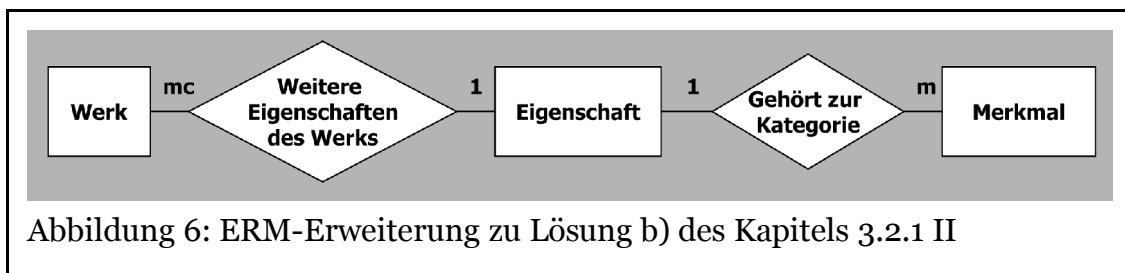 Werk
mc
Weitere
Eigenschaften
des Werks
1
Eigenschaft
1
Gehört zur
Kategorie
m
Merkmal
Abbildung 6: ERM-Erweiterung zu Lösung b) des Kapitels 3.2.1 II